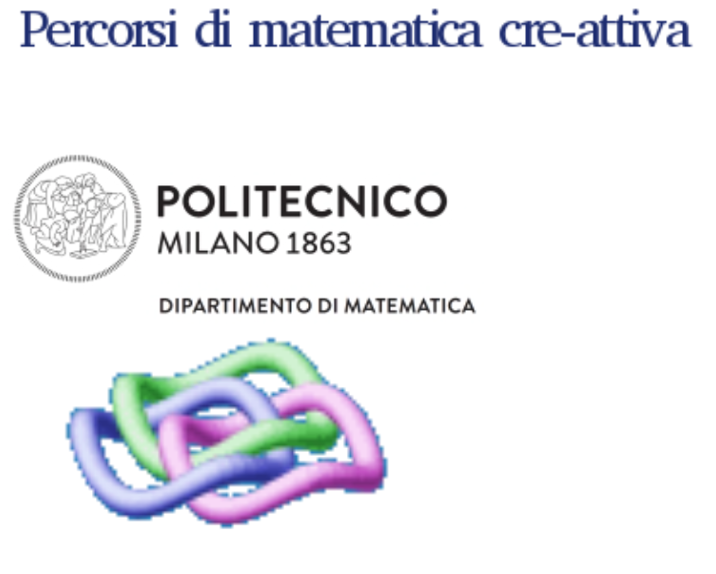 Percorsi di matematica cre-attiva
POLITECNICO
MILANO 1863
DIPARTIMENTO DI MATEMATICA